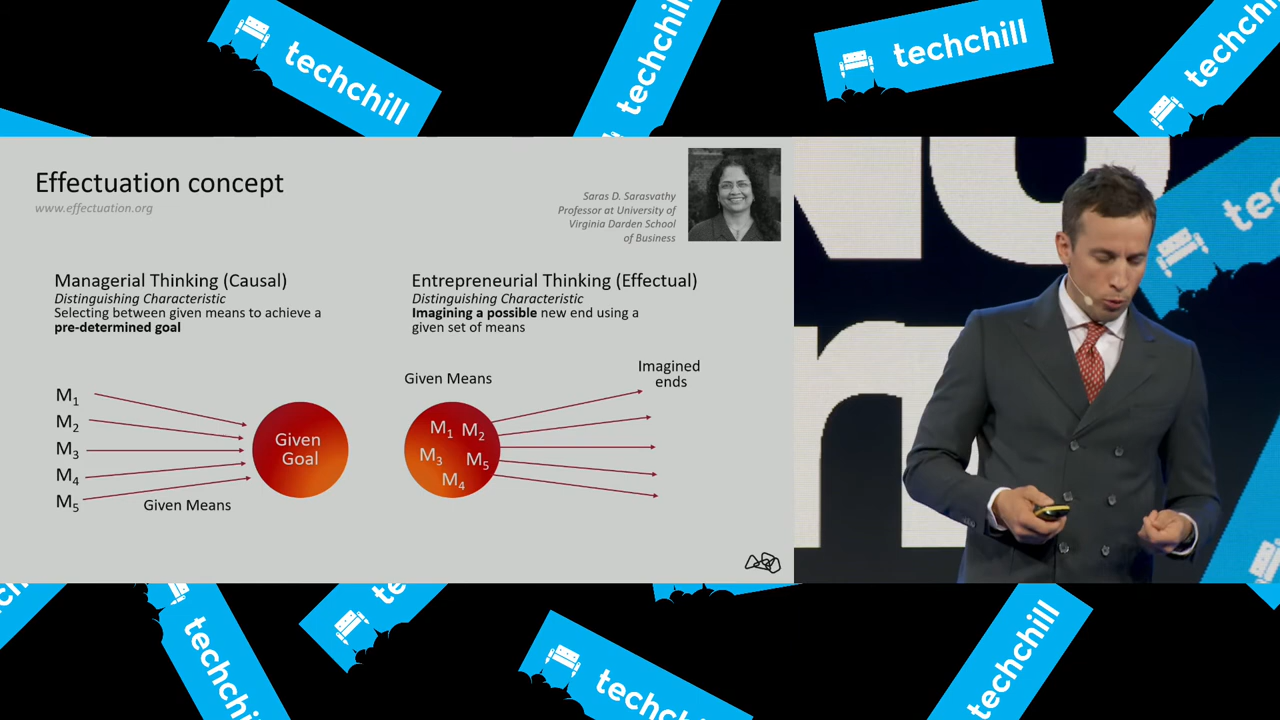 techchill
techchill
techchill
techchill
Effectuation concept
www.effectuation.org
Saras D. Sarasvathy
Professor at University of
Virginia Darden School
of Business
Managerial Thinking (Causal)
Distinguishing Characteristic
Selecting between given means to achieve a
pre-determined goal
Entrepreneurial Thinking (Effectual)
Distinguishing Characteristic
Imagining a possible new end using a
given set of means
M1
M2
M3
M4
M5
Given
Goal
Given Means
Given Means
M1 M2
M3 M5
M4
Imagined
ends
te
techchi
te
techchill
techchill